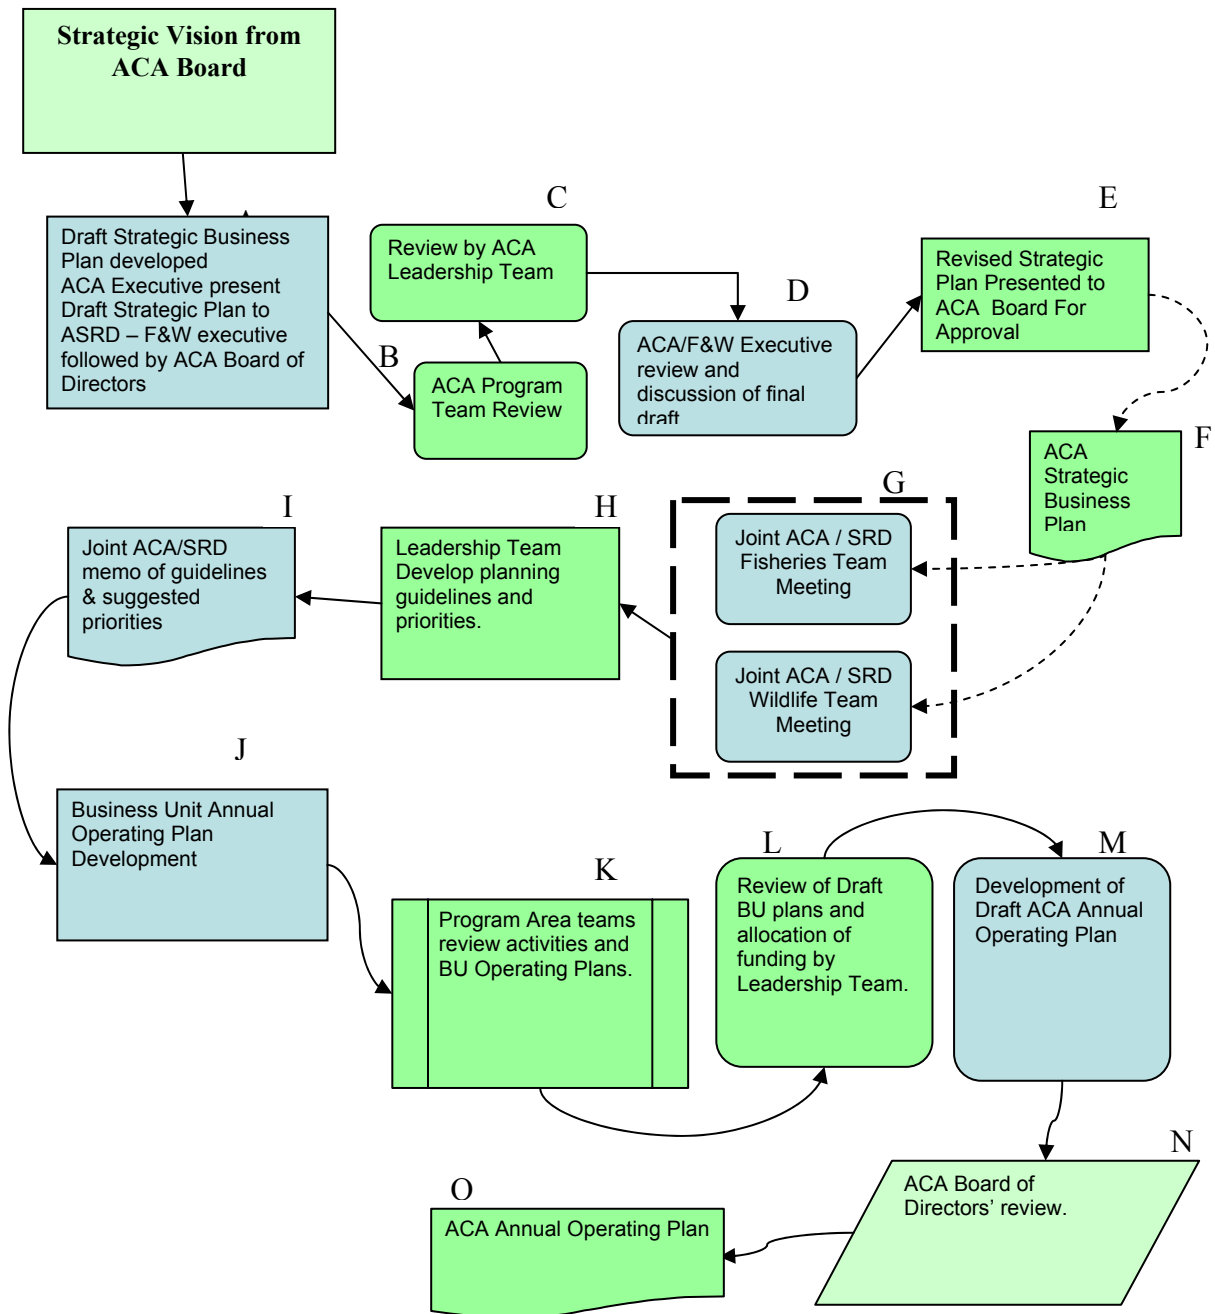 Strategic Vision from
ACA Board
Draft Strategic Business
Plan developed
ACA Executive present
Draft Strategic Plan to
ASRD – F&W executive
followed by ACA Board of
Directors
B
ACA Program
Team Review
C
Review by ACA
Leadership Team
D
ACA/F&W Executive
review and
discussion of final
draft
E
Revised Strategic
Plan Presented to
ACA Board For
Approval
F
ACA
Strategic
Business
Plan
G
Joint ACA / SRD
Fisheries Team
Meeting
Joint ACA / SRD
Wildlife Team
Meeting
H
Leadership Team
Develop planning
guidelines and
priorities.
I
Joint ACA/SRD
memo of guidelines
& suggested
priorities
J
Business Unit Annual
Operating Plan
Development
K
Program Area teams
review activities and
BU Operating Plans.
L
Review of Draft
BU plans and
allocation of
funding by
Leadership Team.
M
Development of
Draft ACA Annual
Operating Plan
N
ACA Board of
Directors’ review.
O
ACA Annual Operating Plan